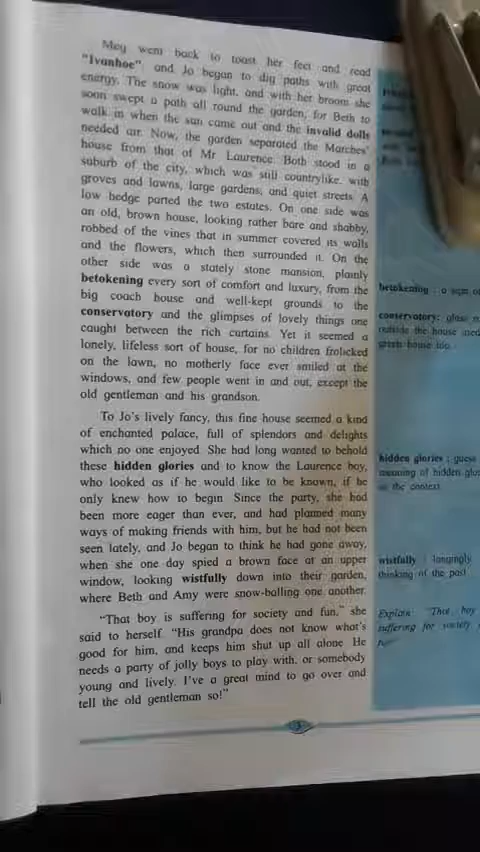 Meg went back to toast her feet and read
"Ivanhoe" and Jo began to dig paths with great
energy. The snow was light, and with her broom she
soon swept a path all round the garden, for Beth to
walk in when the sun came out and the invalid dolls
needed air. Now, the garden separated the Marches'
house from that of Mr. Laurence. Both stood in a
suburb of the city, which was still countrylike, with
groves and lawns, large gardens, and quiet streets. A
low hedge parted the two estates. On one side was
an old, brown house, looking rather bare and shabby,
robbed of the vines that in summer covered its walls
and the flowers, which then surrounded it. On the
other side was a stately stone mansion, plainly
betokening every sort of comfort and luxury, from the
big coach house and well-kept grounds to the
conservatory and the glimpses of lovely things one
caught between the rich curtains. Yet it seemed a
lonely, lifeless sort of house, for no children frolicked
on the lawn, no motherly face ever smiled at the
windows, and few people went in and out, except the
old gentleman and his grandson.
To Jo's lively fancy, this fine house seemed a kind
of enchanted palace, full of splendors and delights
which no one enjoyed. She had long wanted to behold
these hidden glories and to know the Laurence boy,
who looked as if he would like to be known, if he
only knew how to begin. Since the party, she had
been more eager than ever, and had planned many
ways of making friends with him, but he had not been
seen lately, and Jo began to think he had gone away,
when she one day spied a brown face at an upper
window, looking wistfully down into their garden,
where Beth and Amy were snow-balling one another.
"That boy is suffering for society and fun," she
said to herself. "His grandpa does not know what's
good for him, and keeps him shut up all alone. He
needs a party of jolly boys to play with, or somebody
young and lively. I've a great mind to go over and
tell the old gentleman so!"
betokening : a sign
conservatory: glass
outside the house
green house too.
hidden glories : guess
meaning of hidden
in the context.
wistfully : longingly
thinking of the past
Explain: "That boy
suffering for society
fun"
3